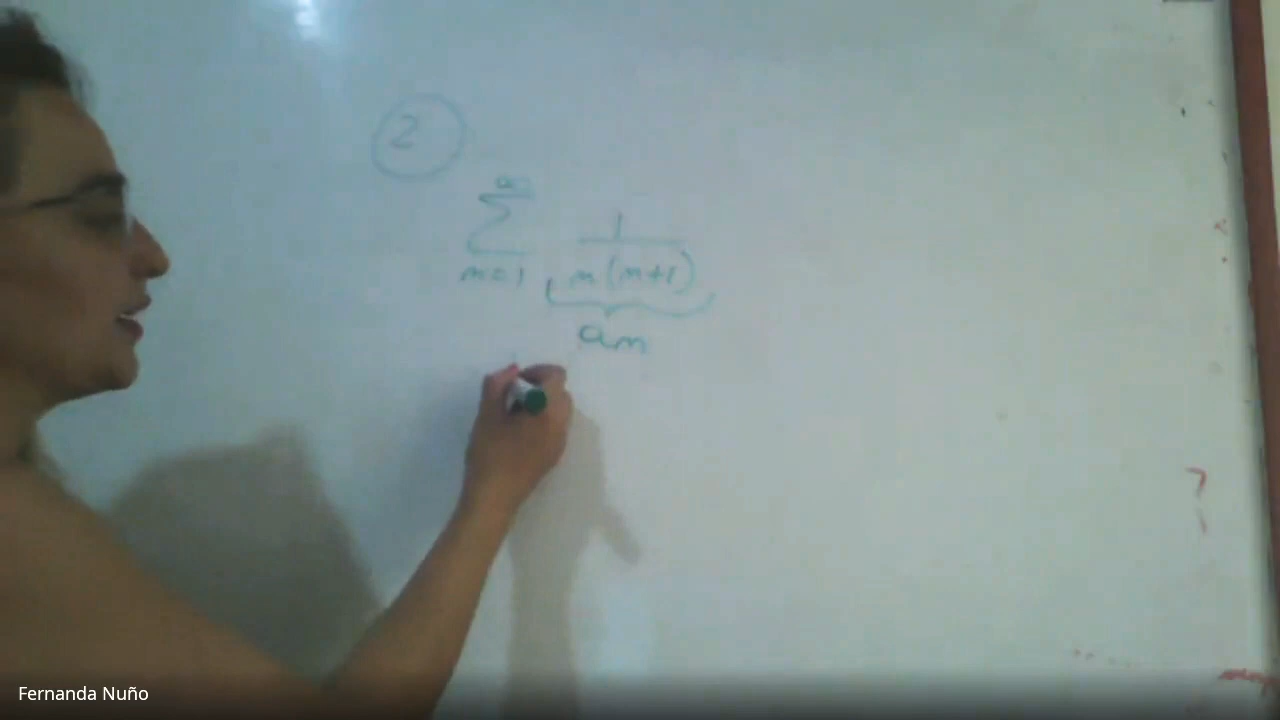 2
∞
∑ 1
n=1 n(n+1)
an
Fernanda Nuño